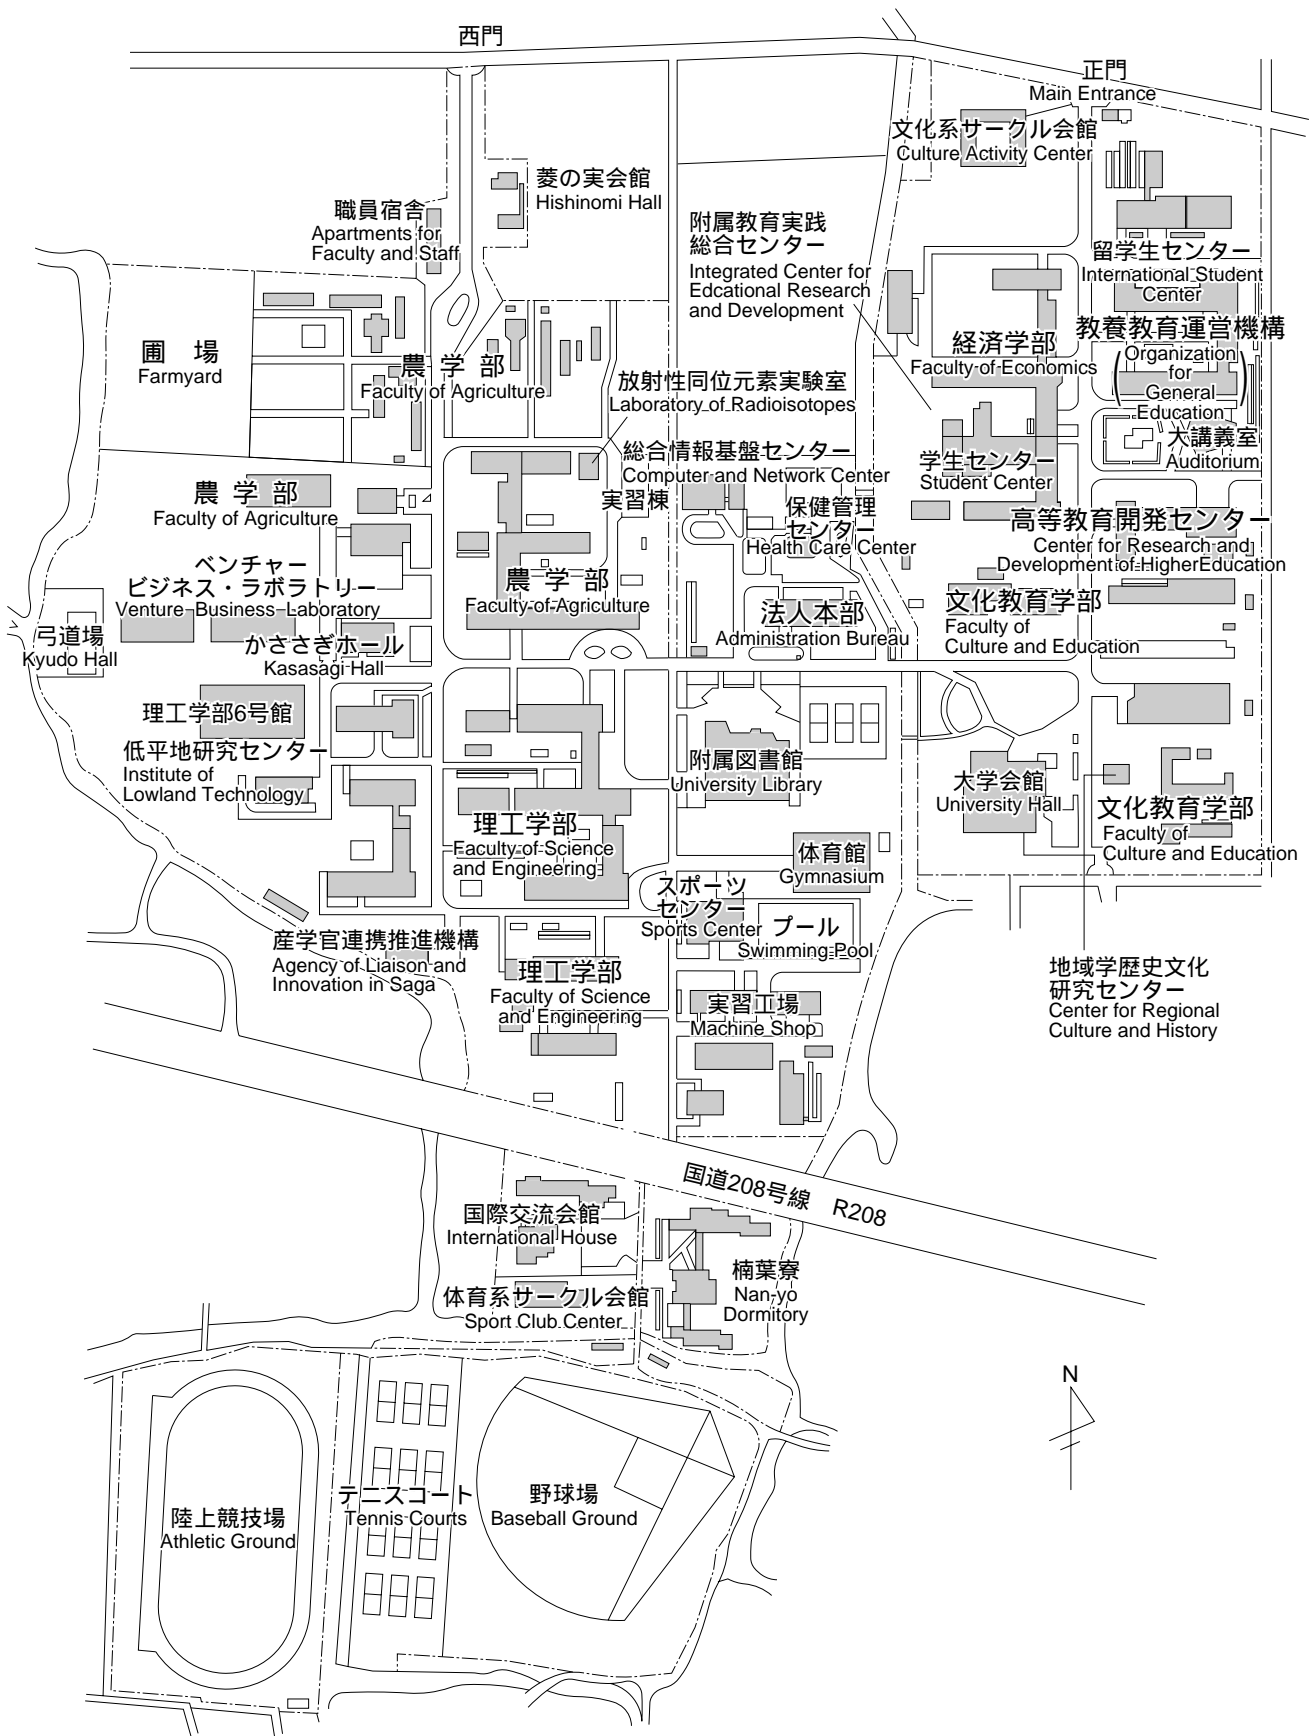 西門
正門
Main Entrance
文化系サークル会館
Culture Activity Center
菱の実会館
Hishinomi Hall
職員宿舎
Apartments for
Faculty and Staff
附属教育実践
総合センター
Integrated Center for
Edcational Research
and Development
留学生センター
International Student
Center
圃 場
Farmyard
農 学 部
Faculty of Agriculture
経済学部
Faculty of Economics
教養教育運営機構
(Organization
for
General
Education)
放射性同位元素実験室
Laboratory of Radioisotopes
大講義室
Auditorium
総合情報基盤センター
Computer and Network Center
学生センター
Student Center
農 学 部
Faculty of Agriculture
実習棟
保健管理
センター
Health Care Center
高等教育開発センター
Center for Research and
Development of HigherEducation
ベンチャー
ビジネス・ラボラトリー
Venture Business Laboratory
農 学 部
Faculty of Agriculture
法人本部
Administration Bureau
文化教育学部
Faculty of
Culture and Education
弓道場
Kyudo Hall
かささぎホール
Kasasagi Hall
理工学部6号館
低平地研究センター
Institute of
Lowland Technology
附属図書館
University Library
大学会館
University Hall
文化教育学部
Faculty of
Culture and Education
理工学部
Faculty of Science
and Engineering
体育館
Gymnasium
スポーツ
センター
Sports Center
プール
Swimming Pool
産学官連携推進機構
Agency of Liaison and
Innovation in Saga
理工学部
Faculty of Science
and Engineering
実習工場
Machine Shop
地域学歴史文化
研究センター
Center for Regional
Culture and History
国道208号線 R208
国際交流会館
International House
楠葉寮
Nan-yo
Dormitory
体育系サークル会館
Sport Club Center
N
陸上競技場
Athletic Ground
テニスコート
Tennis Courts
野球場
Baseball Ground